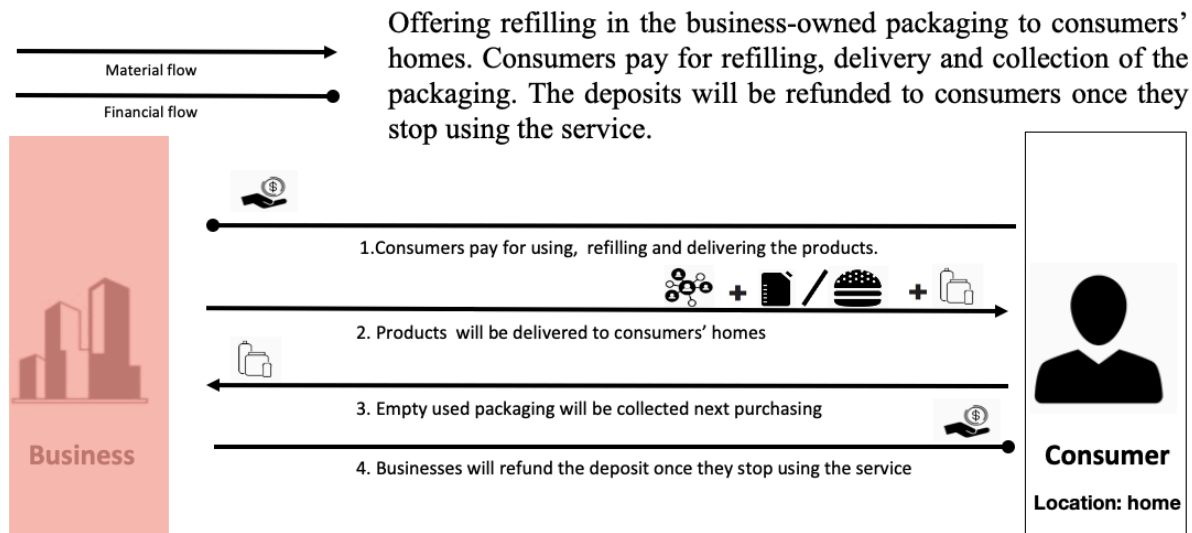 Material flow
Financial flow
Offering refilling in the business-owned packaging to consumers’
homes. Consumers pay for refilling, delivery and collection of the
packaging. The deposits will be refunded to consumers once they
stop using the service.
1.Consumers pay for using, refilling and delivering the products.
2. Products will be delivered to consumers’ homes
3. Empty used packaging will be collected next purchasing
4. Businesses will refund the deposit once they stop using the service
Business
Consumer
Location: home